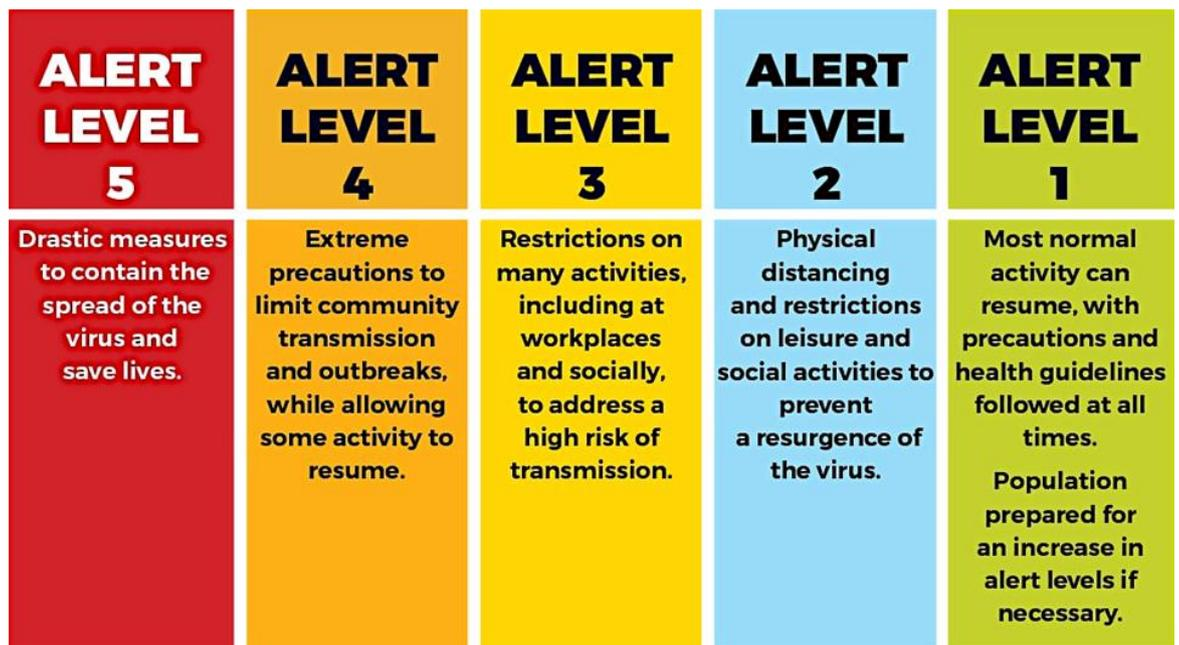 ALERT
LEVEL
5
Drastic measures
to contain the
spread of the
virus and
save lives.
ALERT
LEVEL
4
Extreme
precautions to
limit community
transmission
and outbreaks,
while allowing
some activity to
resume.
ALERT
LEVEL
3
Restrictions on
many activities,
including at
workplaces
and socially,
to address a
high risk of
transmission.
ALERT
LEVEL
2
Physical
distancing
and restrictions
on leisure and
social activities to
prevent
a resurgence of
the virus.
ALERT
LEVEL
1
Most normal
activity can
resume, with
precautions and
health guidelines
followed at all
times.
Population
prepared for
an increase in
alert levels if
necessary.